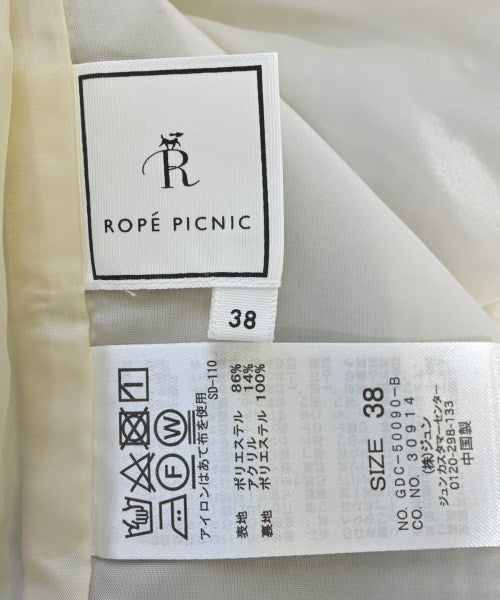 R
ROPÉ PICNIC
38
アイロンはあて布を使用
SD-110
表地 ポリエステル 86%
アクリル 14%
裏地 ポリエステル 100%
SIZE 38
NO. GDC-50090-B
CO. NO. 30914
(株)ジュン
ジュンカスタマーセンター
0120-298-133
中国製